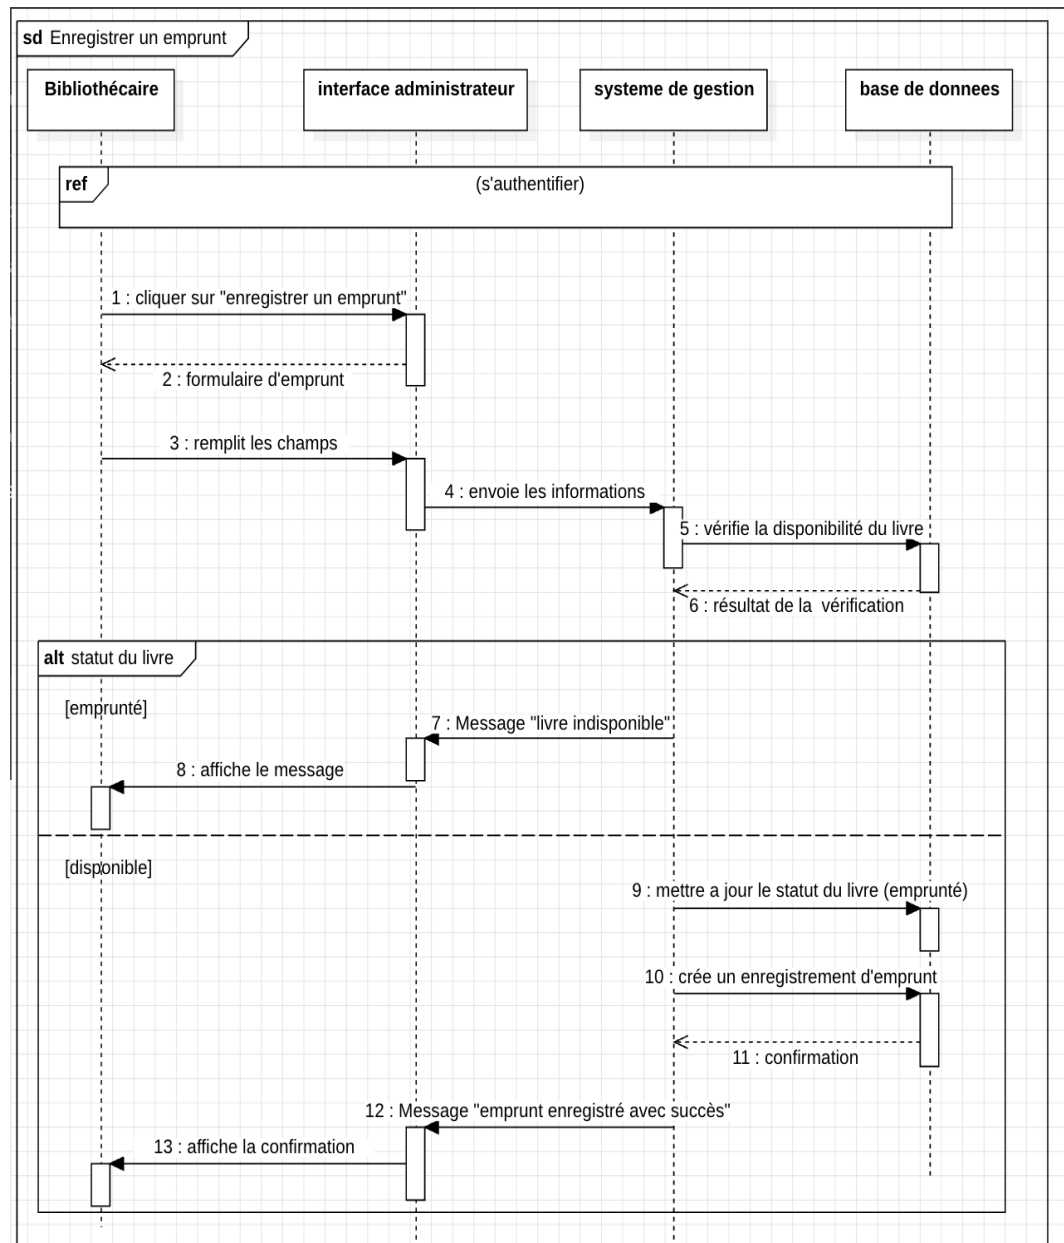 sd Enregistrer un emprunt
Bibliothécaire
interface administrateur
systeme de gestion
base de donnees
ref
(s'authentifier)
1 : cliquer sur "enregistrer un emprunt"
2 : formulaire d'emprunt
3 : remplit les champs
4 : envoie les informations
5 : vérifie la disponibilité du livre
6 : résultat de la  vérification
alt statut du livre
[emprunté]
7 : Message "livre indisponible"
8 : affiche le message
[disponible]
9 : mettre a jour le statut du livre (emprunté)
10 : crée un enregistrement d'emprunt
11 : confirmation
12 : Message "emprunt enregistré avec succès"
13 : affiche la confirmation